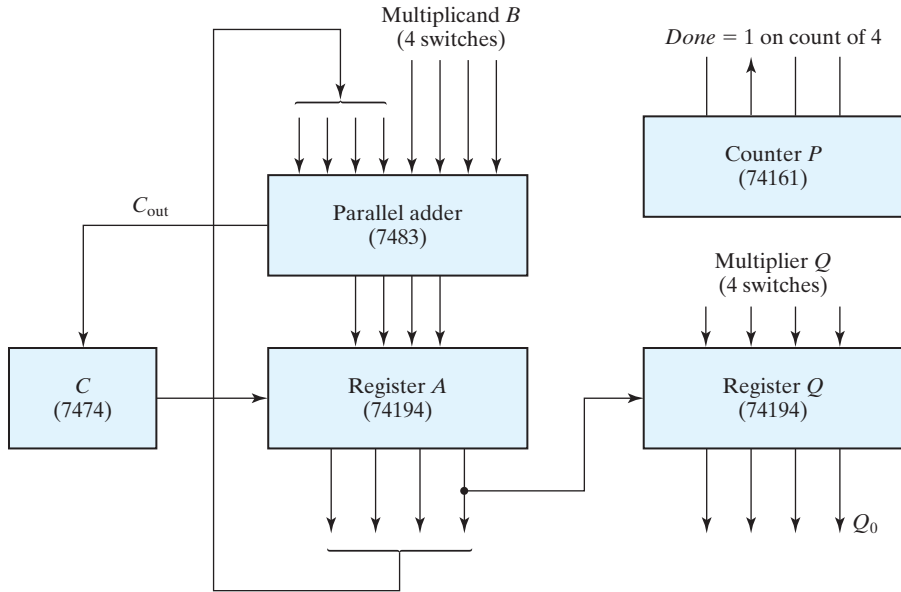 Multiplicand B
(4 switches)
Done = 1 on count of 4
Counter P
(74161)
C_out
Parallel adder
(7483)
Multiplier Q
(4 switches)
C
(7474)
Register A
(74194)
Register Q
(74194)
Q_0